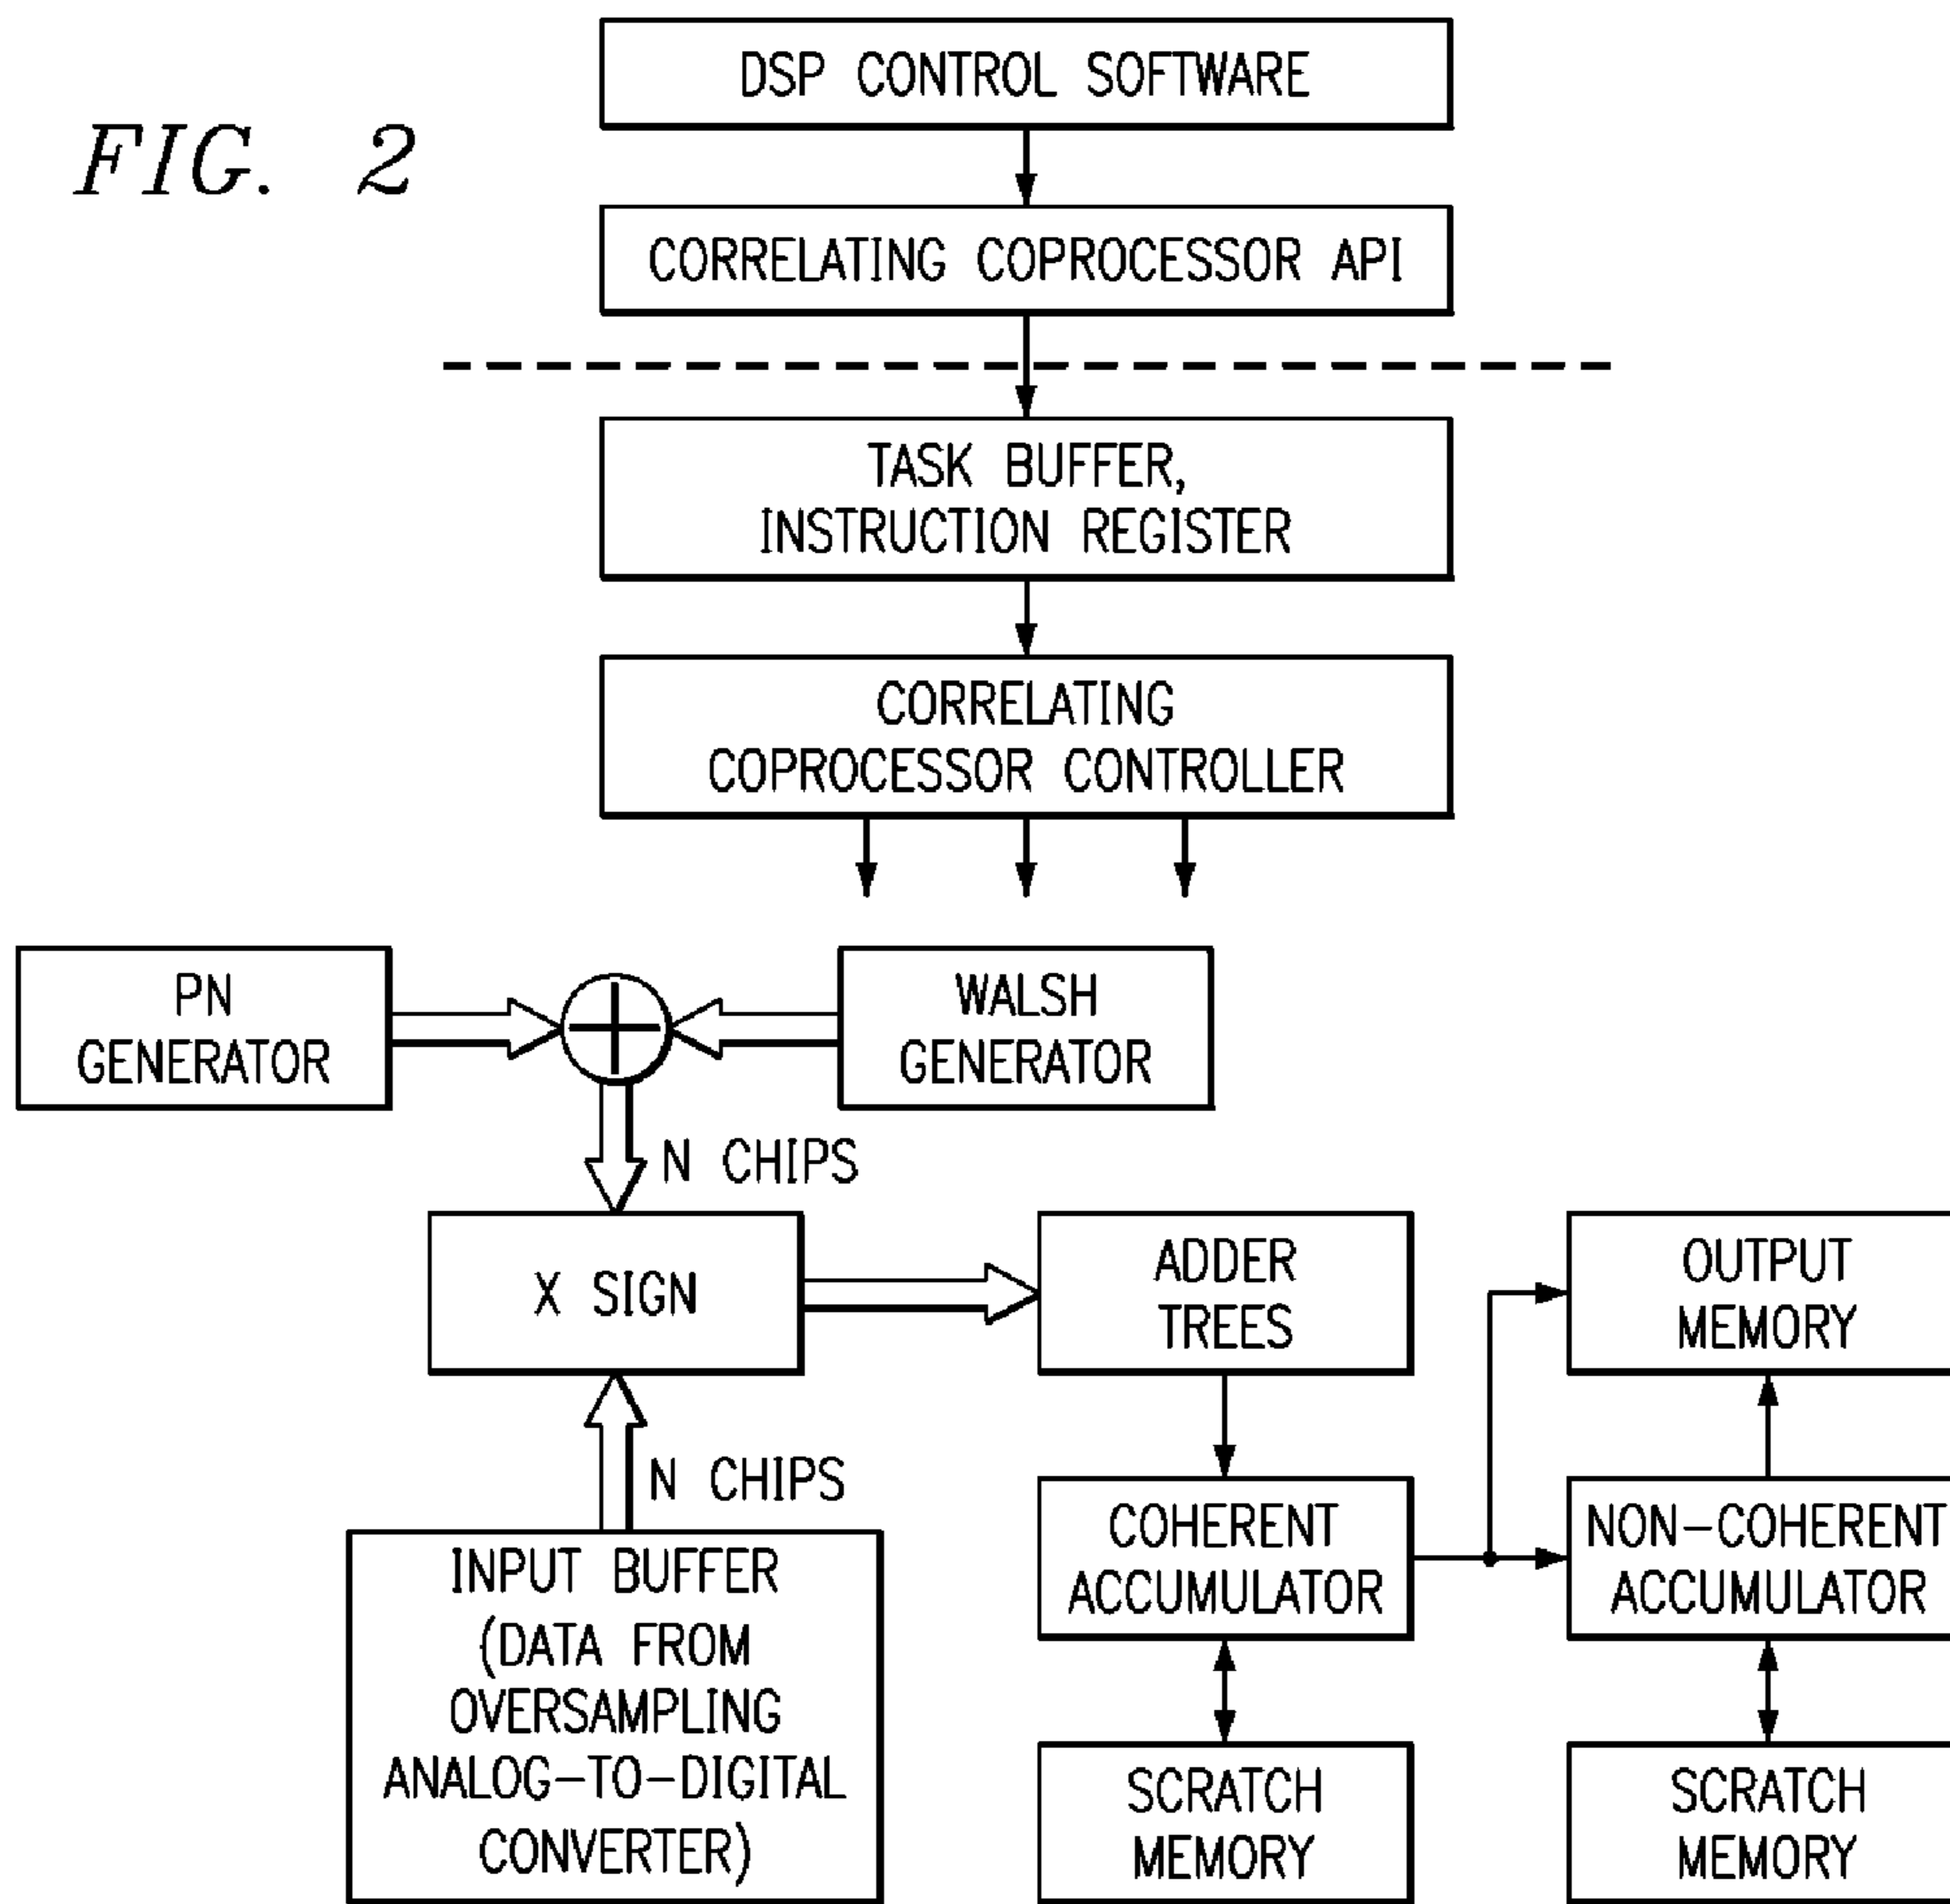 FIG. 2
DSP CONTROL SOFTWARE
CORRELATING COPROCESSOR API
TASK BUFFER,
INSTRUCTION REGISTER
CORRELATING
COPROCESSOR CONTROLLER
PN
GENERATOR
WALSH
GENERATOR
N CHIPS
X SIGN
ADDER
TREES
OUTPUT
MEMORY
N CHIPS
INPUT BUFFER
(DATA FROM
OVERSAMPLING
ANALOG-TO-DIGITAL
CONVERTER)
COHERENT
ACCUMULATOR
NON-COHERENT
ACCUMULATOR
SCRATCH
MEMORY
SCRATCH
MEMORY